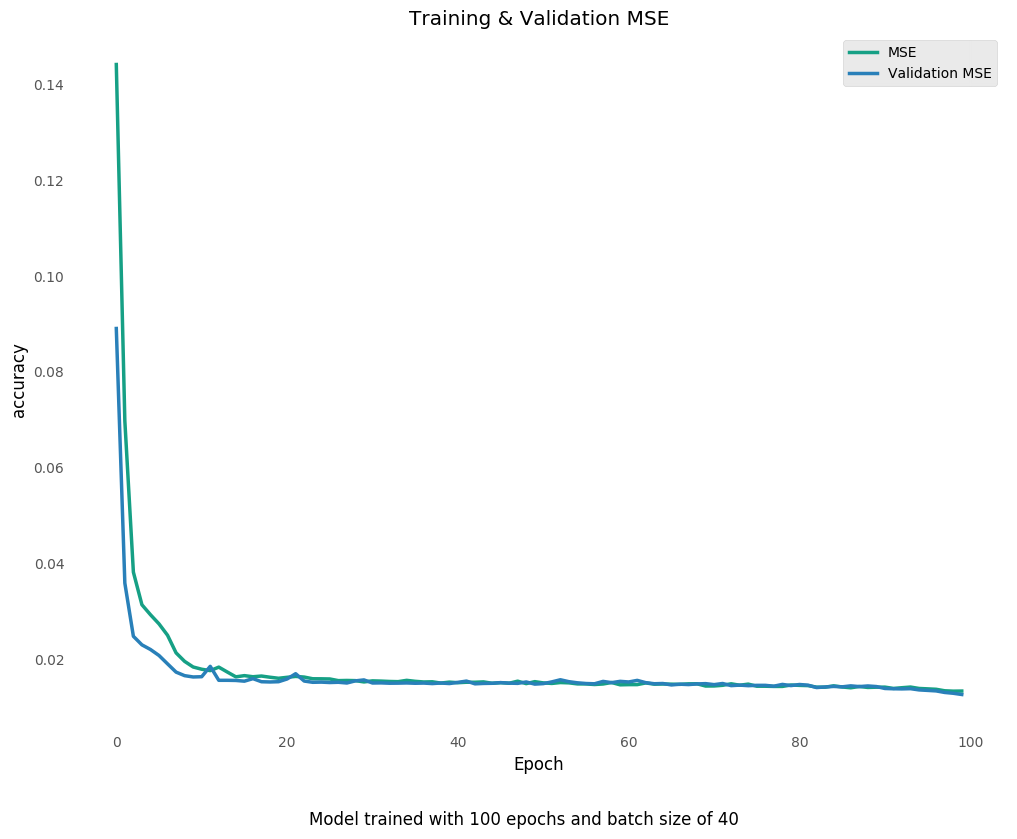 Training & Validation MSE
MSE
Validation MSE
accuracy
0.14
0.12
0.10
0.08
0.06
0.04
0.02
0 20 40 60 80 100
Epoch
Model trained with 100 epochs and batch size of 40